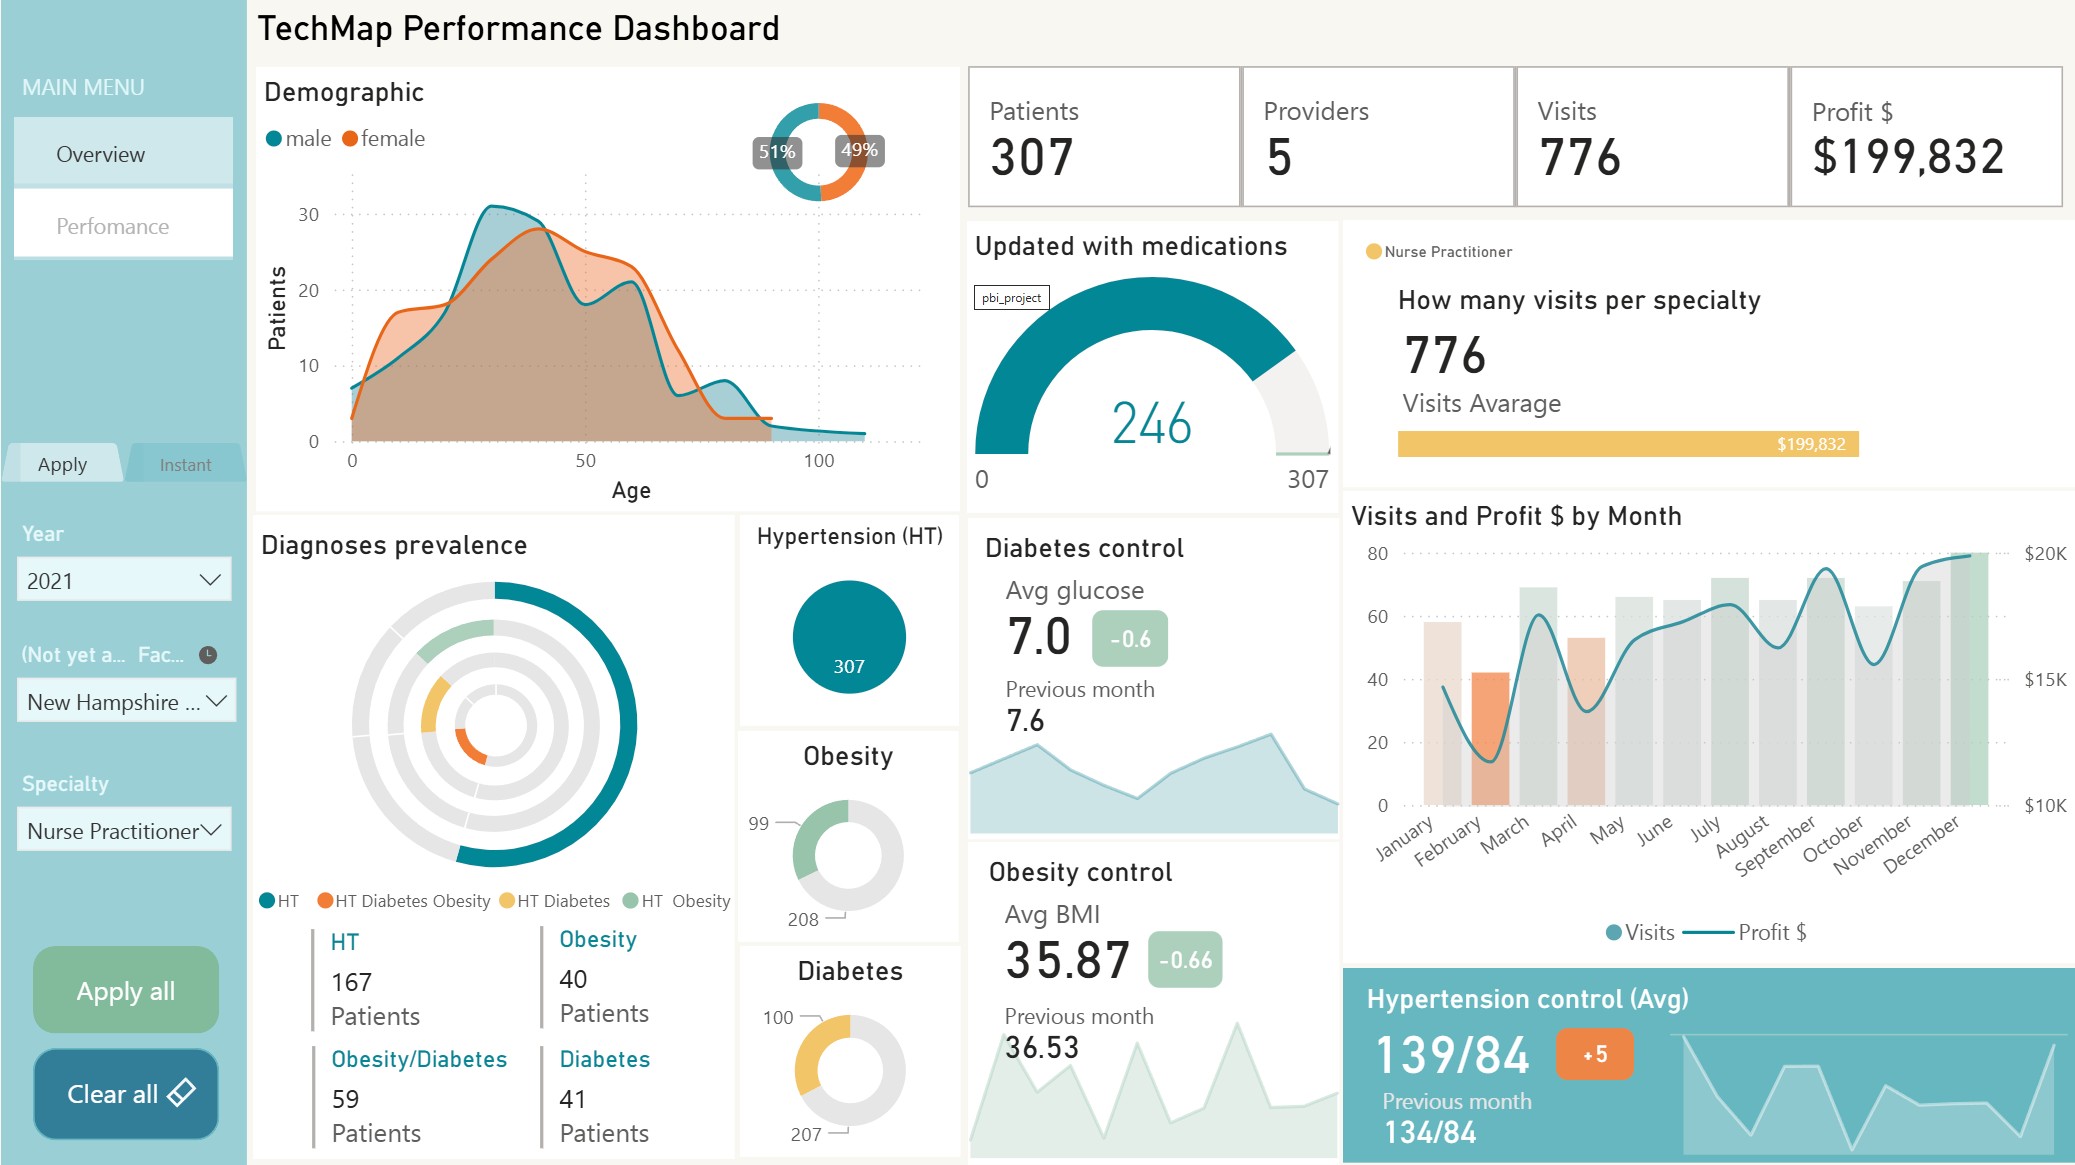 TechMap Performance Dashboard
MAIN MENU
Overview
Perfomance
Apply
Instant
Year
2021
(Not yet a... Fac...
New Hampshire ...
Specialty
Nurse Practitioner
Apply all
Clear all
Demographic
male female
51% 49%
Patients
30
20
10
0
0 50 100
Age
Patients
307
Providers
5
Visits
776
Profit $
$199,832
Updated with medications
pbi_project
246
0 307
Nurse Practitioner
How many visits per specialty
776
Visits Avarage
$199,832
Diagnoses prevalence
HT HT Diabetes Obesity HT Diabetes HT Obesity
HT
167
Patients
Obesity
40
Patients
Obesity/Diabetes
59
Patients
Diabetes
41
Patients
Hypertension (HT)
307
Obesity
99
208
Diabetes
100
207
Diabetes control
Avg glucose
7.0 -0.6
Previous month
7.6
Obesity control
Avg BMI
35.87 -0.66
Previous month
36.53
Visits and Profit $ by Month
80 $20K
60
40 $15K
20
0 $10K
January February March April May June July August September October November December
Visits Profit $
Hypertension control (Avg)
139/84 +5
Previous month
134/84